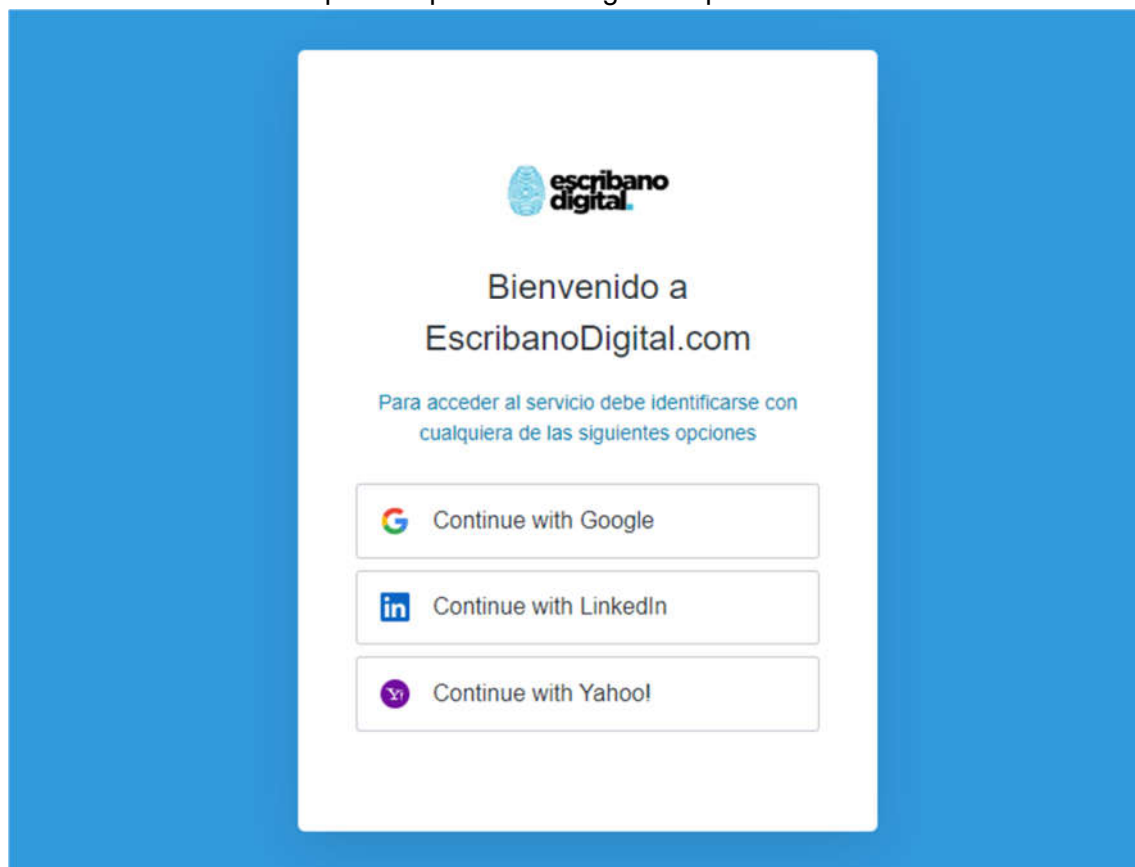 escribano
digital.
Bienvenido a
EscribanoDigital.com
Para acceder al servicio debe identificarse con
cualquiera de las siguientes opciones
Continue with Google
in Continue with LinkedIn
Y! Continue with Yahoo!